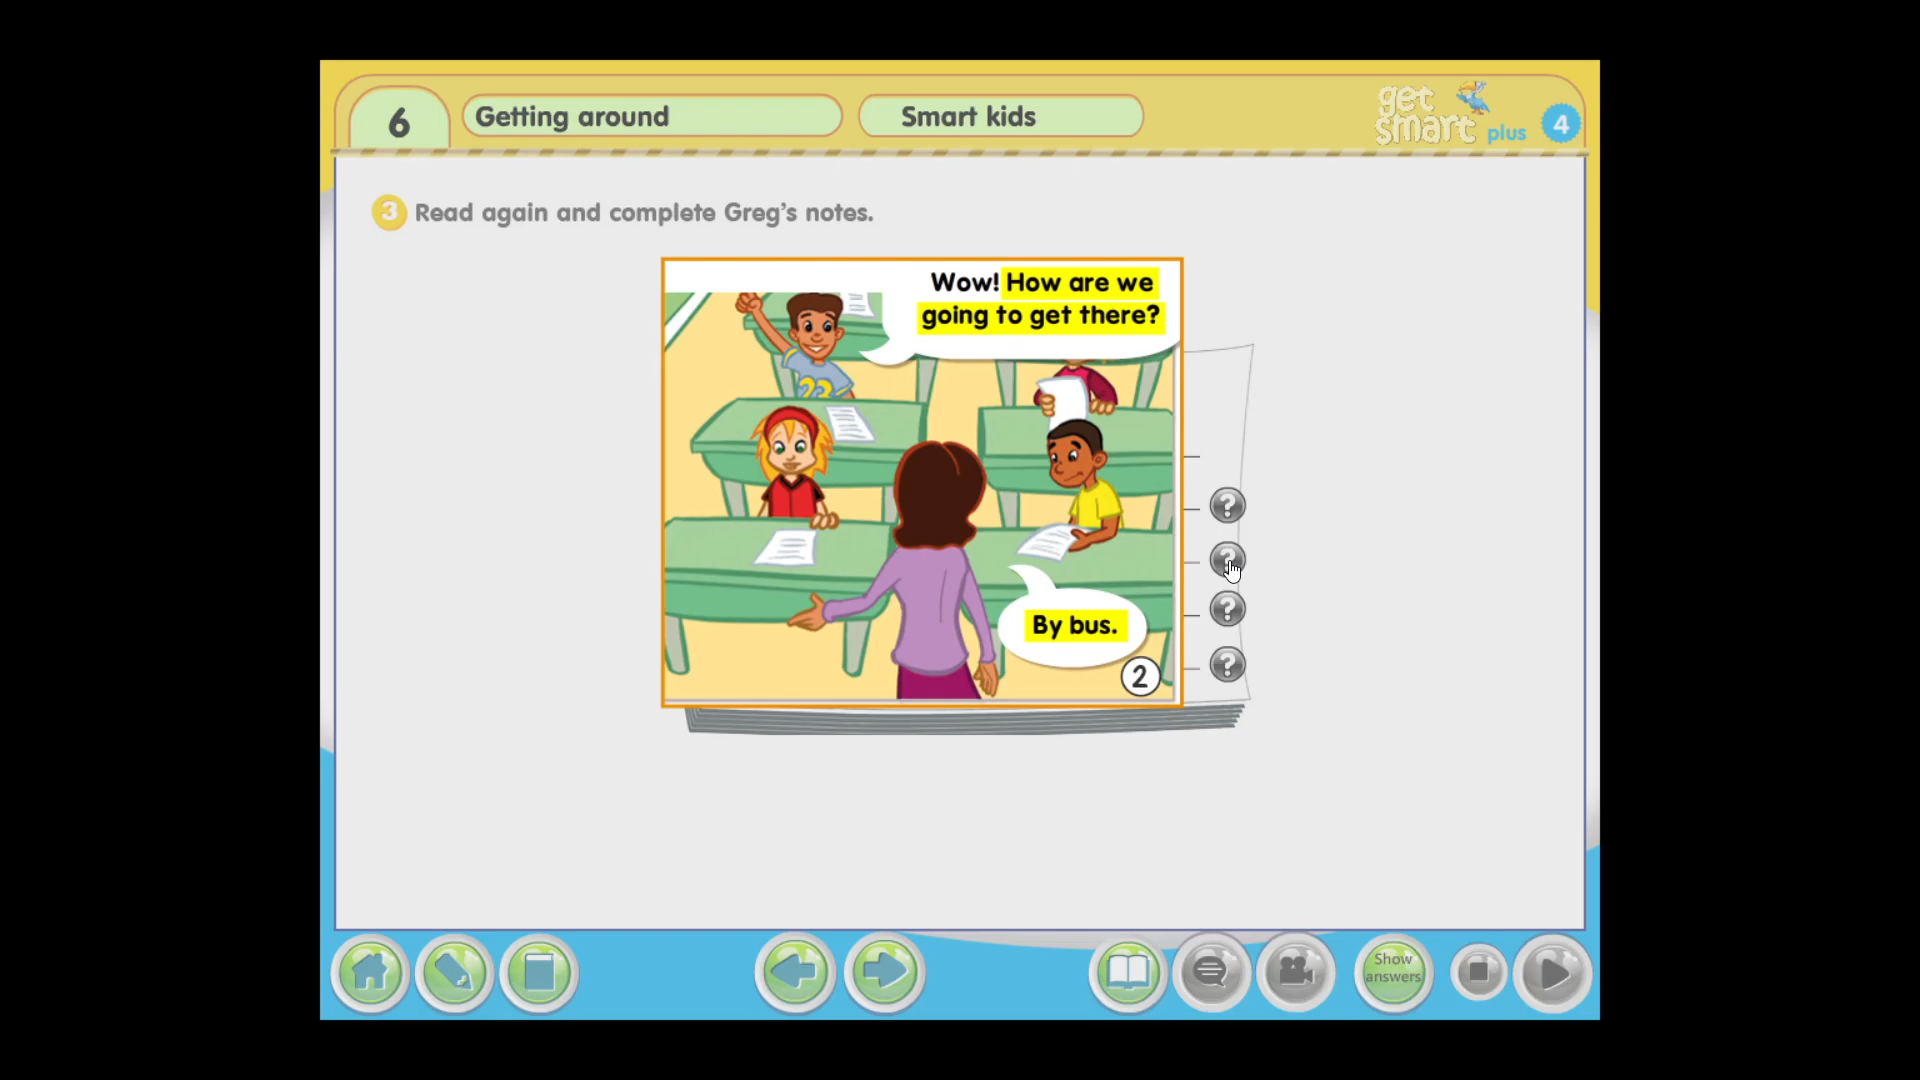 6
Getting around
Smart kids
get
smart plus 4
3 Read again and complete Greg's notes.
Wow! How are we
going to get there?
23
?
?
By bus.
?
2
?
Show
answers